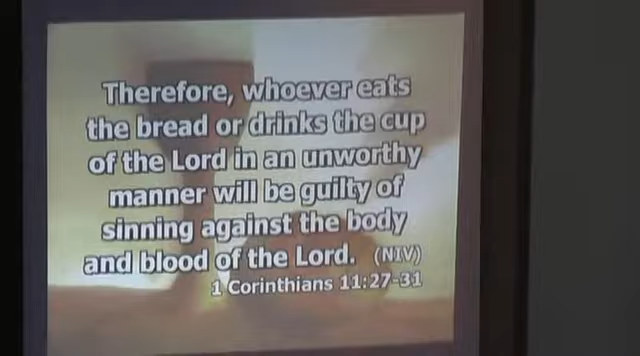 Therefore, whoever eats
the bread or drinks the cup
of the Lord in an unworthy
manner will be guilty of
sinning against the body
and blood of the Lord. (NIV)
1 Corinthians 11:27-31